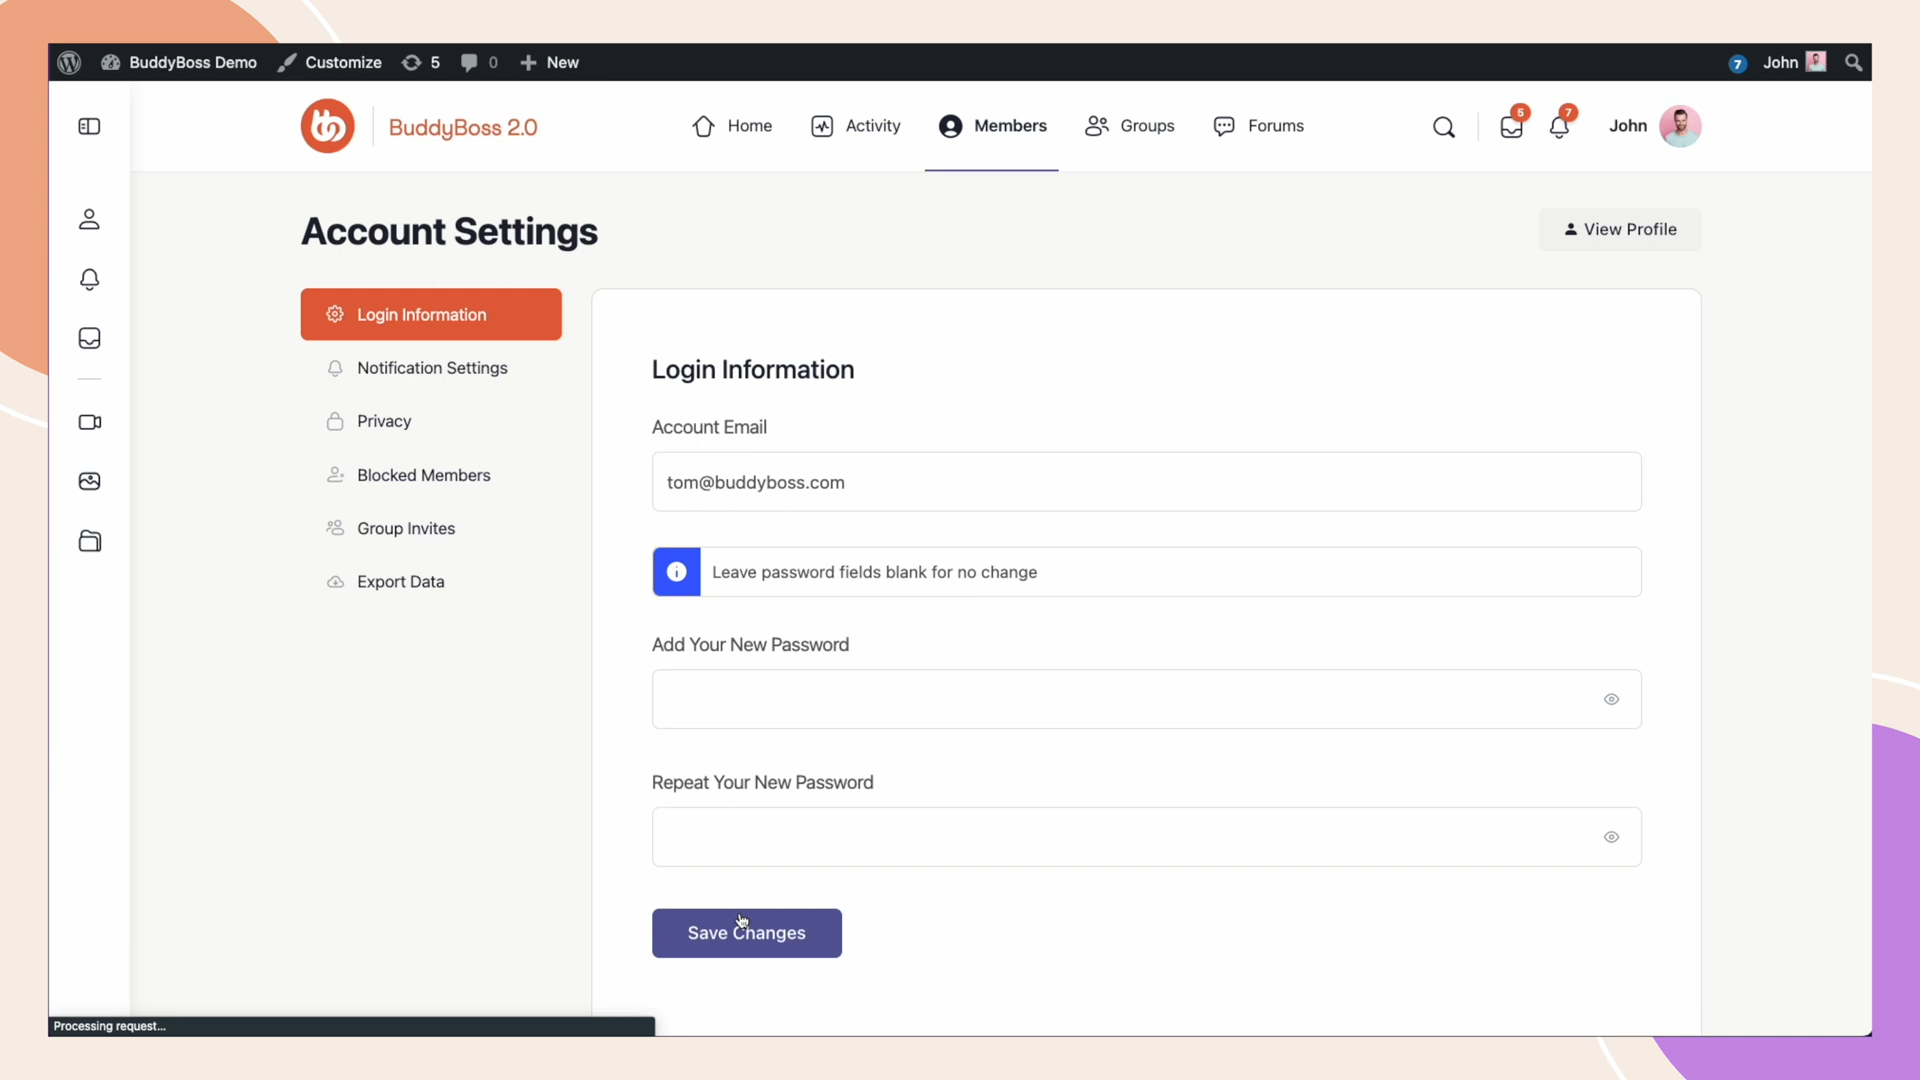 BuddyBoss Demo Customize 5 0 New 7 John
BuddyBoss 2.0 Home Activity Members Groups Forums 5 7 John
Account Settings
View Profile
Login Information
Notification Settings
Privacy
Blocked Members
Group Invites
Export Data
Login Information
Account Email
tom@buddyboss.com
Leave password fields blank for no change
Add Your New Password
Repeat Your New Password
Save Changes
Processing request...